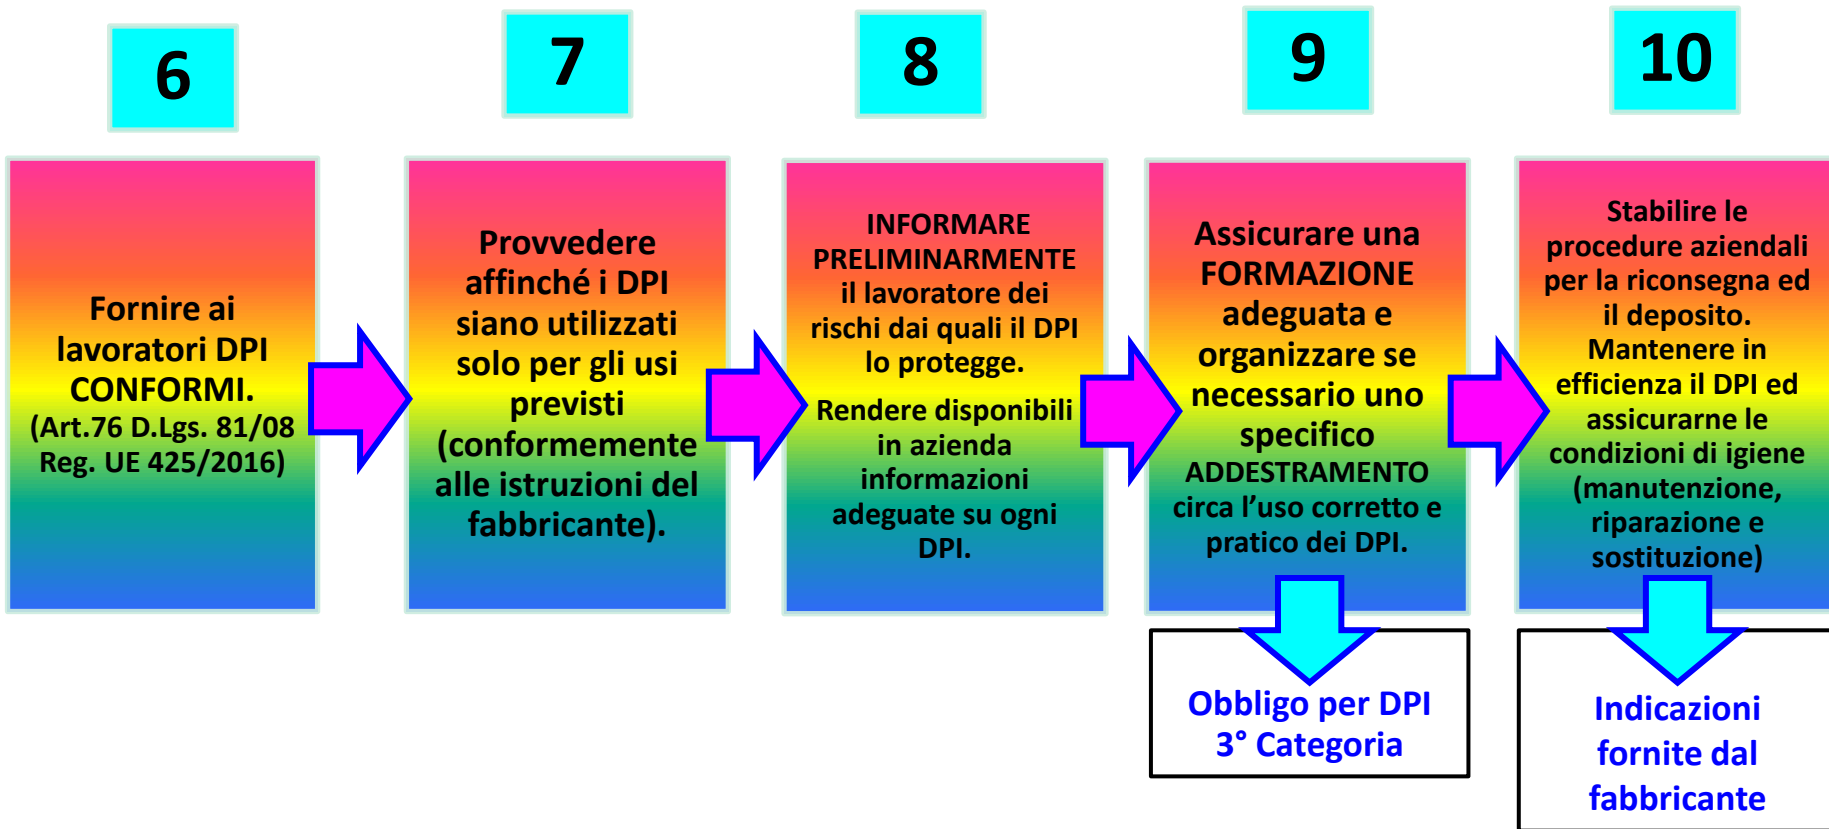 6
Fornire ai
lavoratori DPI
CONFORMI.
(Art.76 D.Lgs. 81/08
Reg. UE 425/2016)
7
Provvedere
affinché i DPI
siano utilizzati
solo per gli usi
previsti
(conformemente
alle istruzioni del
fabbricante).
8
INFORMARE
PRELIMINARMENTE
il lavoratore dei
rischi dai quali il DPI
lo protegge.
Rendere disponibili
in azienda
informazioni
adeguate su ogni
DPI.
9
Assicurare una
FORMAZIONE
adeguata e
organizzare se
necessario uno
specifico
ADDESTRAMENTO
circa l’uso corretto e
pratico dei DPI.
Obbligo per DPI
3° Categoria
10
Stabilire le
procedure aziendali
per la riconsegna ed
il deposito.
Mantenere in
efficienza il DPI ed
assicurarne le
condizioni di igiene
(manutenzione,
riparazione e
sostituzione)
Indicazioni
fornite dal
fabbricante